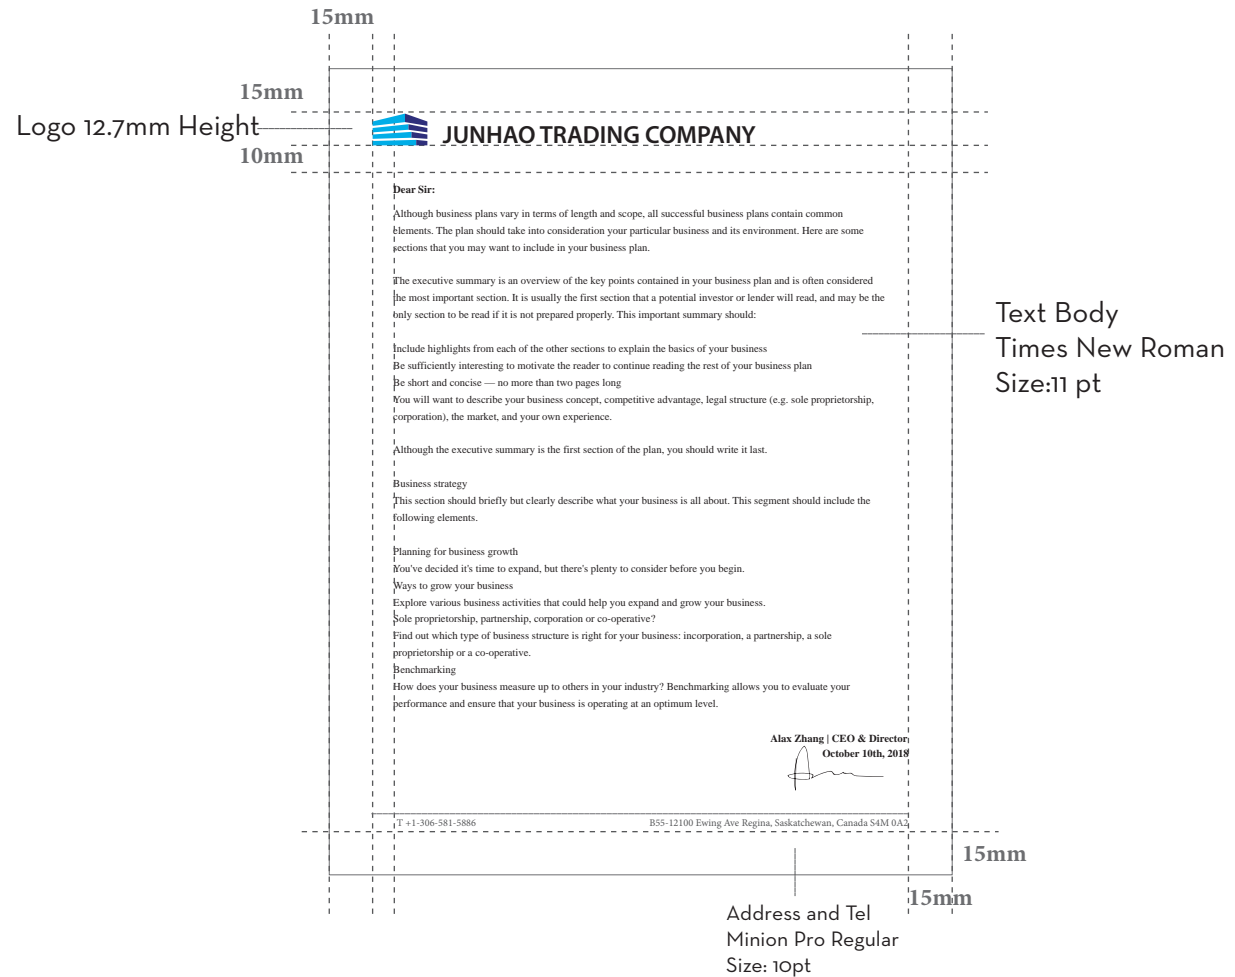 15mm
15mm
Logo 12.7mm Height
JUNHAO TRADING COMPANY
10mm
Dear Sir:
Although business plans vary in terms of length and scope, all successful business plans contain common
elements. The plan should take into consideration your particular business and its environment. Here are some
sections that you may want to include in your business plan.
The executive summary is an overview of the key points contained in your business plan and is often considered
the most important section. It is usually the first section that a potential investor or lender will read, and may be the
only section to be read if it is not prepared properly. This important summary should:
Include highlights from each of the other sections to explain the basics of your business
Be sufficiently interesting to motivate the reader to continue reading the rest of your business plan
Be short and concise — no more than two pages long
You will want to describe your business concept, competitive advantage, legal structure (e.g. sole proprietorship,
corporation), the market, and your own experience.
Although the executive summary is the first section of the plan, you should write it last.
Business strategy
This section should briefly but clearly describe what your business is all about. This segment should include the
following elements.
Planning for business growth
You've decided it's time to expand, but there's plenty to consider before you begin.
Ways to grow your business
Explore various business activities that could help you expand and grow your business.
Sole proprietorship, partnership, corporation or co-operative?
Find out which type of business structure is right for your business: incorporation, a partnership, a sole
proprietorship or a co-operative.
Benchmarking
How does your business measure up to others in your industry? Benchmarking allows you to evaluate your
performance and ensure that your business is operating at an optimum level.
Alax Zhang | CEO & Director
October 10th, 2018
T +1-306-581-5886
B55-12100 Ewing Ave Regina, Saskatchewan, Canada S4M 0A2
Text Body
Times New Roman
Size:11 pt
15mm
15mm
Address and Tel
Minion Pro Regular
Size: 10pt